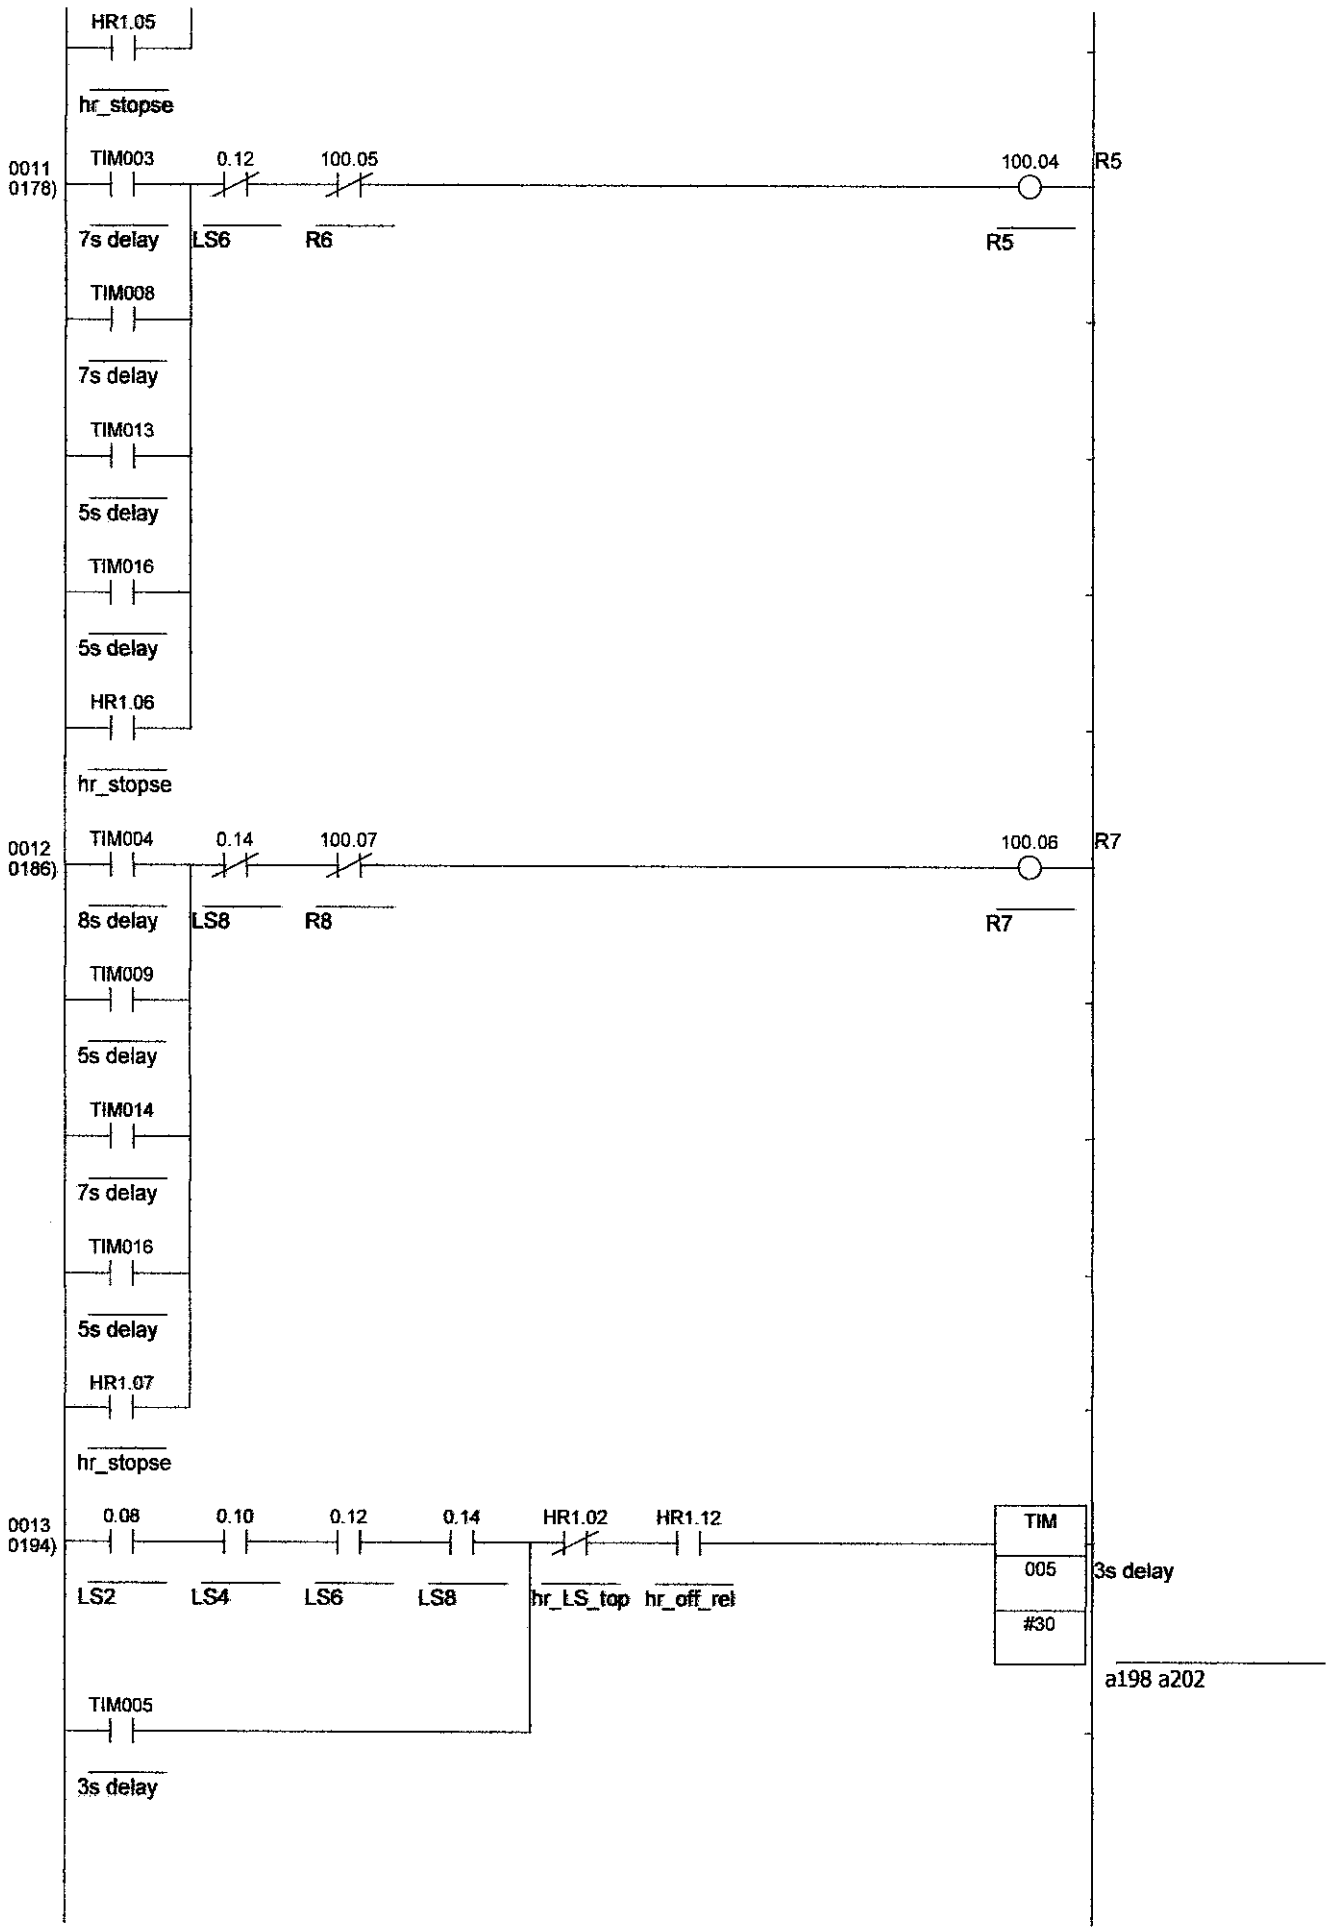 HR1.05
hr_stopse
0011
0178)
TIM003 0.12 100.05 100.04 R5
7s delay LS6 R6 R5
TIM008
7s delay
TIM013
5s delay
TIM016
5s delay
HR1.06
hr_stopse
0012
0186)
TIM004 0.14 100.07 100.06 R7
8s delay LS8 R8 R7
TIM009
5s delay
TIM014
7s delay
TIM016
5s delay
HR1.07
hr_stopse
0013
0194)
0.08 0.10 0.12 0.14 HR1.02 HR1.12 TIM
005 3s delay
LS2 LS4 LS6 LS8 hr_LS_top hr_off_rel
#30
a198 a202
TIM005
3s delay